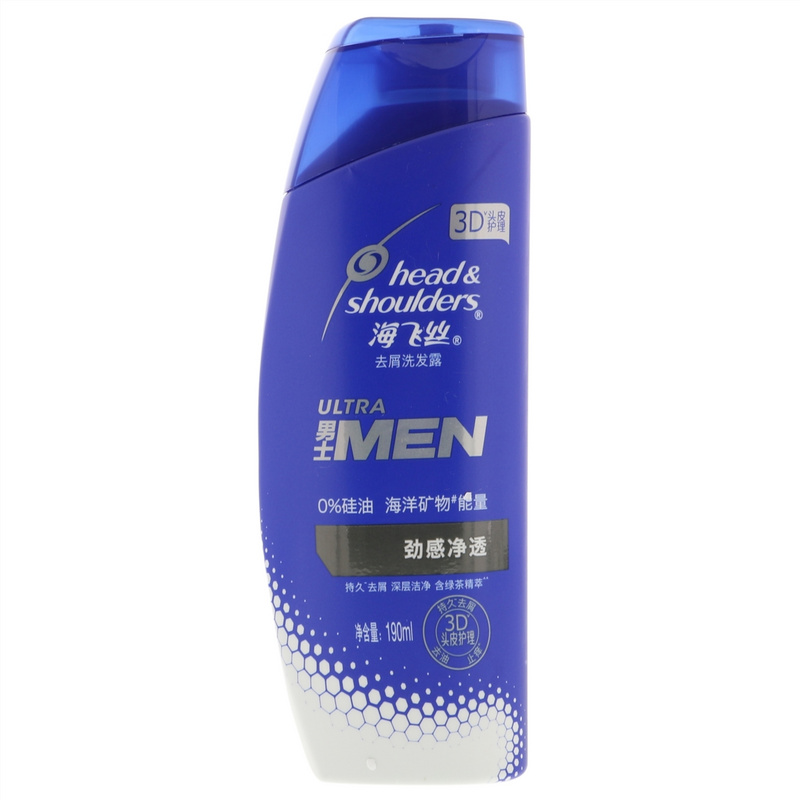 3D^头皮护理
head &
shoulders®
海飞丝®
去屑洗发露
ULTRA
男士MEN
0%硅油 海洋矿物#能量
劲感净透
持久~去屑 深层洁净 含绿茶精萃**
净含量:190ml
持久~去屑
3D^
头皮护理
去油 止痒